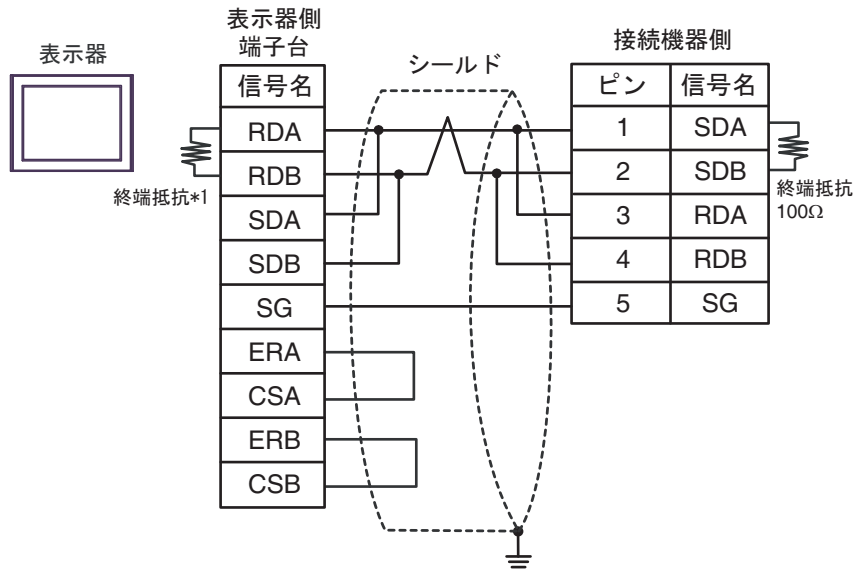 表示器
表示器側
端子台
信号名
RDA
RDB
SDA
SDB
SG
ERA
CSA
ERB
CSB
終端抵抗*1
シールド
接続機器側
ピン 信号名
1 SDA
2 SDB
3 RDA
4 RDB
5 SG
終端抵抗
100Ω